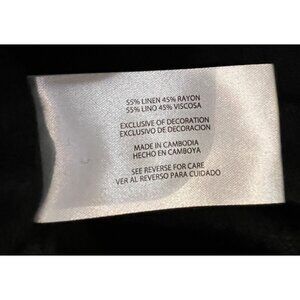 55% LINEN 45% RAYON
55% LINO 45% VISCOSA
EXCLUSIVE OF DECORATION
EXCLUSIVO DE DECORACION
MADE IN CAMBODIA
HECHO EN CAMBOYA
SEE REVERSE FOR CARE
VER AL REVERSO PARA CUIDADO